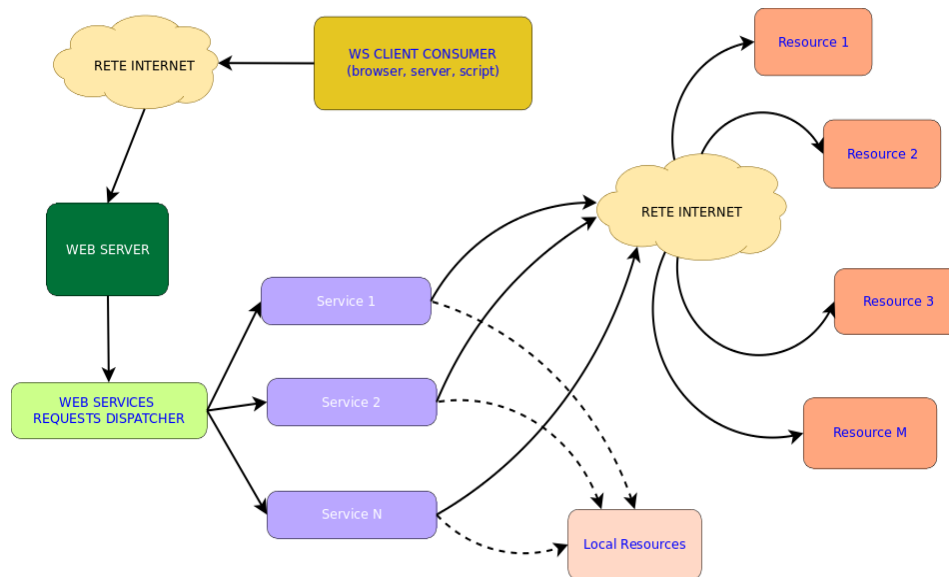 RETE INTERNET
WS CLIENT CONSUMER
(browser, server, script)
Resource 1
Resource 2
RETE INTERNET
WEB SERVER
Service 1
Resource 3
WEB SERVICES
REQUESTS DISPATCHER
Service 2
Resource M
Service N
Local Resources